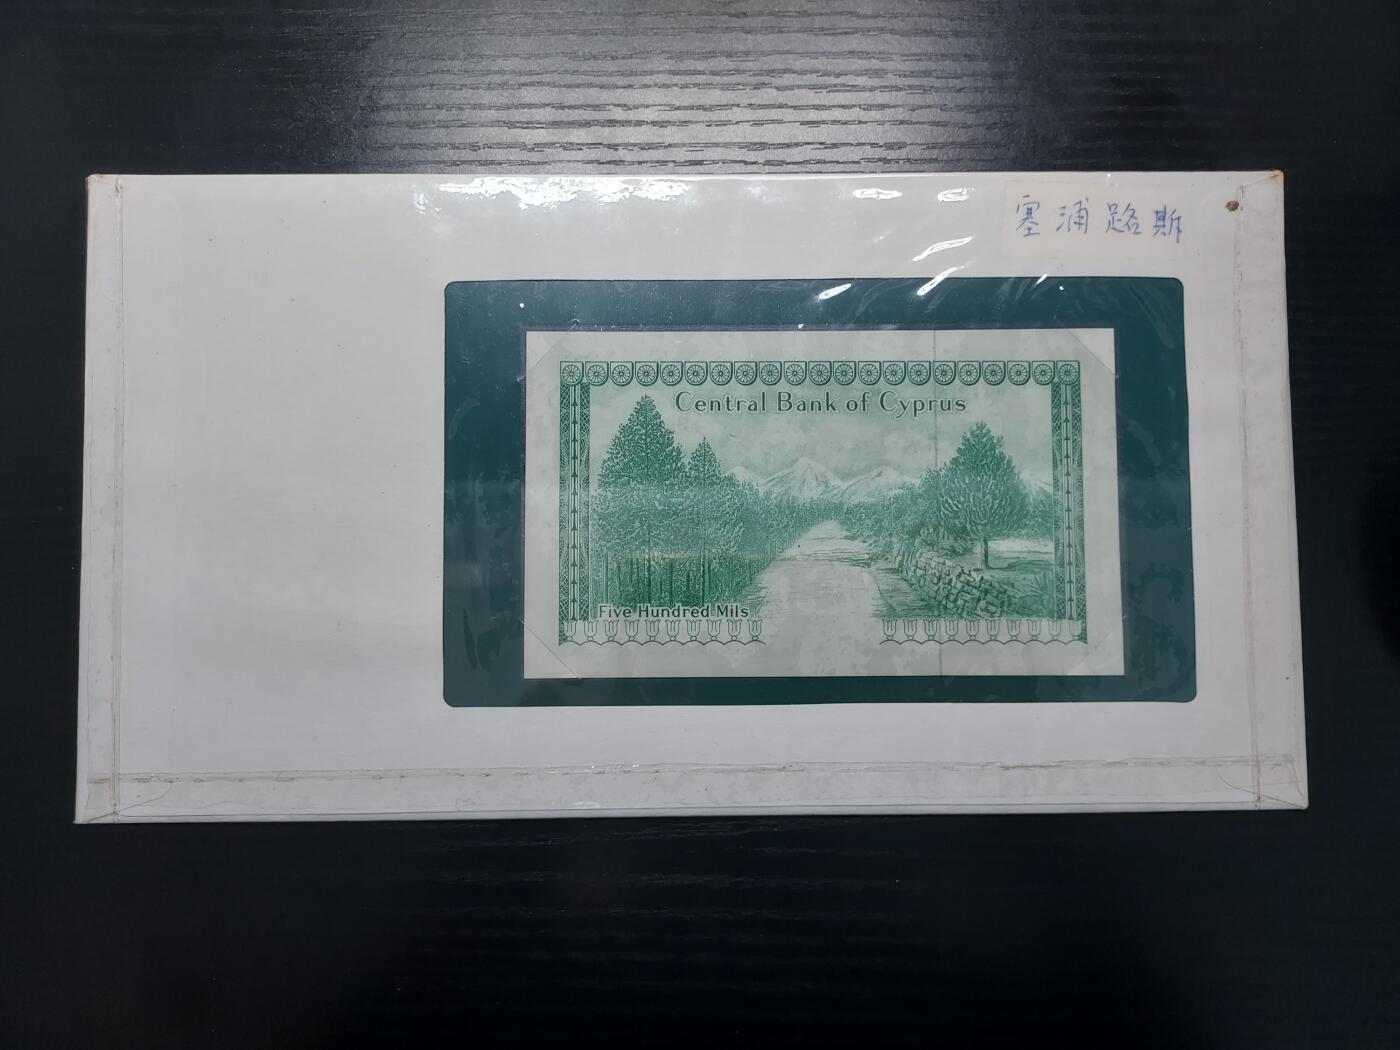 塞浦路斯
Central Bank of Cyprus
Five Hundred Mils